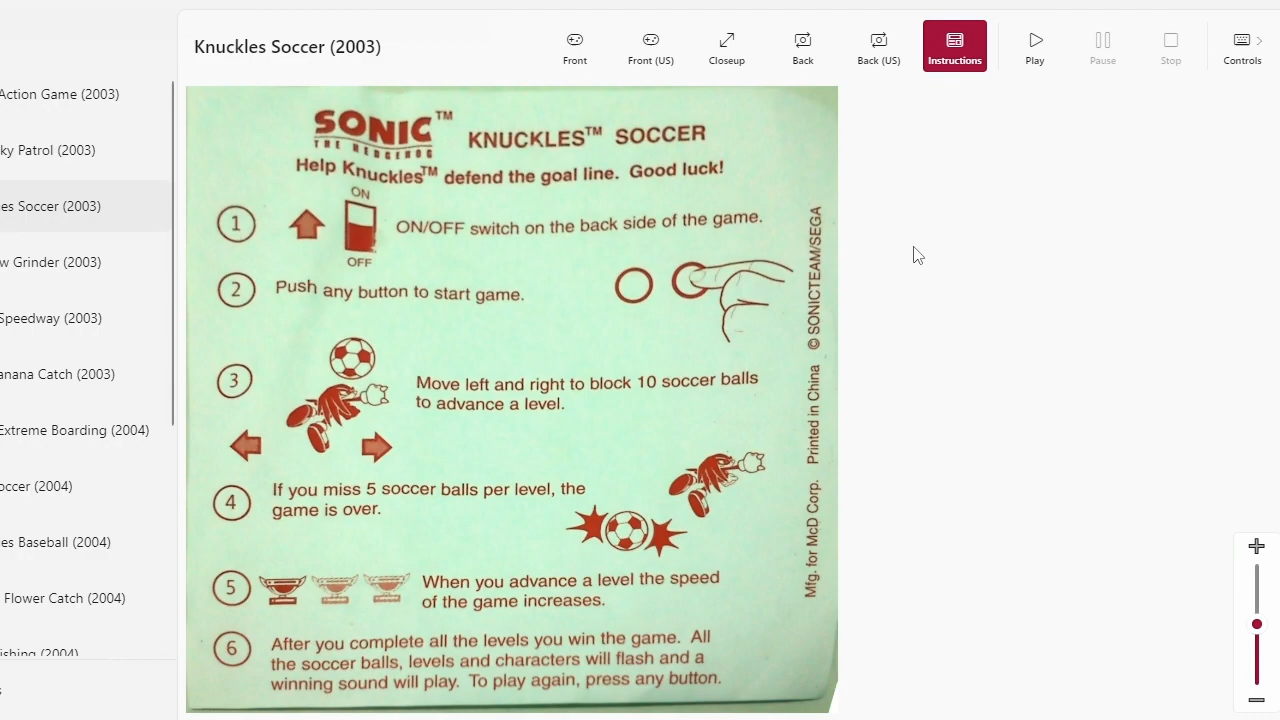 Knuckles Soccer (2003)
Front
Front (US)
Closeup
Back
Back (US)
Instructions
Play
Pause
Stop
Controls
Action Game (2003)
ky Patrol (2003)
es Soccer (2003)
w Grinder (2003)
Speedway (2003)
anana Catch (2003)
Extreme Boarding (2004)
occer (2004)
es Baseball (2004)
Flower Catch (2004)
ishing (2004)
s
SONIC™
THE HEDGEHOG
KNUCKLES™ SOCCER
Help Knuckles™ defend the goal line. Good luck!
1
ON
OFF
ON/OFF switch on the back side of the game.
2
Push any button to start game.
3
Move left and right to block 10 soccer balls
to advance a level.
4
If you miss 5 soccer balls per level, the
game is over.
5
When you advance a level the speed
of the game increases.
6
After you complete all the levels you win the game. All
the soccer balls, levels and characters will flash and a
winning sound will play. To play again, press any button.
Mfg. for McD Corp. Printed in China © SONICTEAM/SEGA